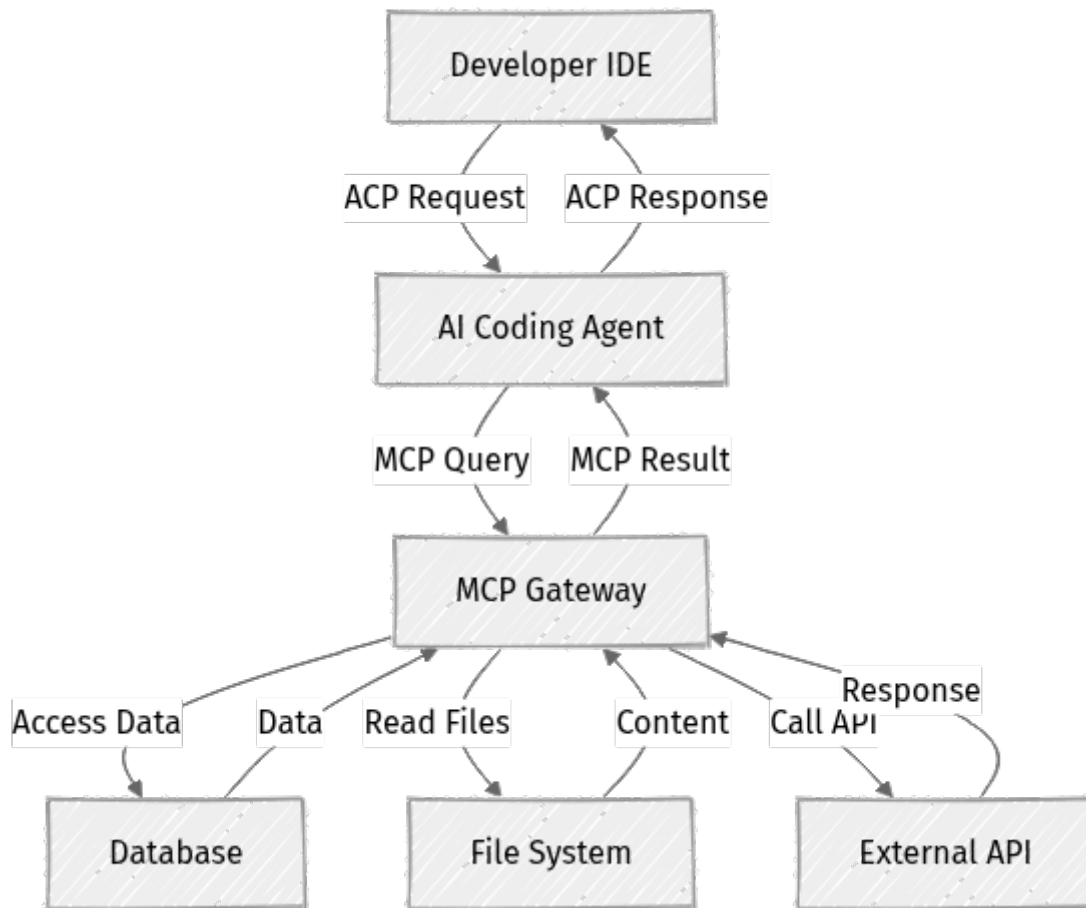 Developer IDE
ACP Request
ACP Response
AI Coding Agent
MCP Query
MCP Result
MCP Gateway
Access Data
Data
Read Files
Content
Call API
Response
Database
File System
External API